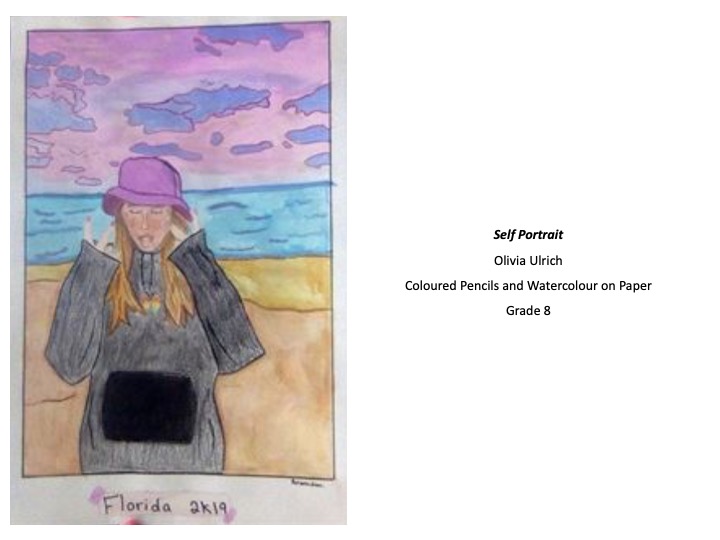 Florida 2k19
Self Portrait
Olivia Ulrich
Coloured Pencils and Watercolour on Paper
Grade 8